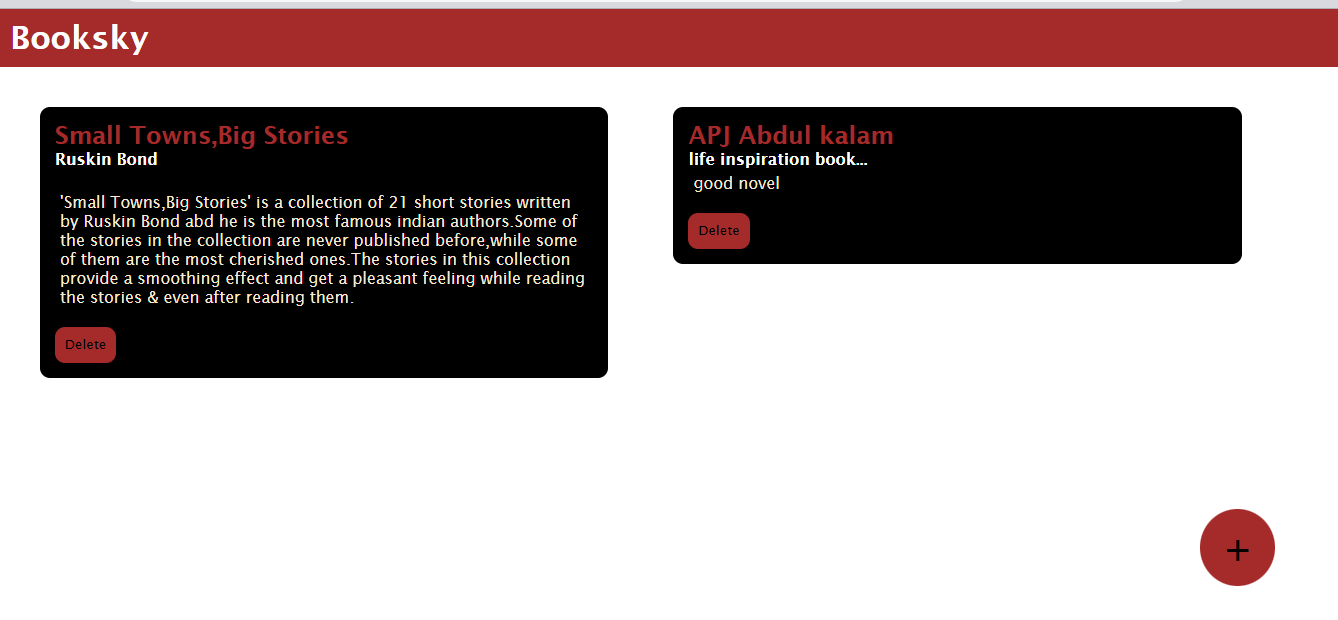 Booksky
Small Towns,Big Stories
Ruskin Bond
'Small Towns,Big Stories' is a collection of 21 short stories written
by Ruskin Bond abd he is the most famous indian authors.Some of
the stories in the collection are never published before,while some
of them are the most cherished ones.The stories in this collection
provide a smoothing effect and get a pleasant feeling while reading
the stories & even after reading them.
Delete
APJ Abdul kalam
life inspiration book...
good novel
Delete
+